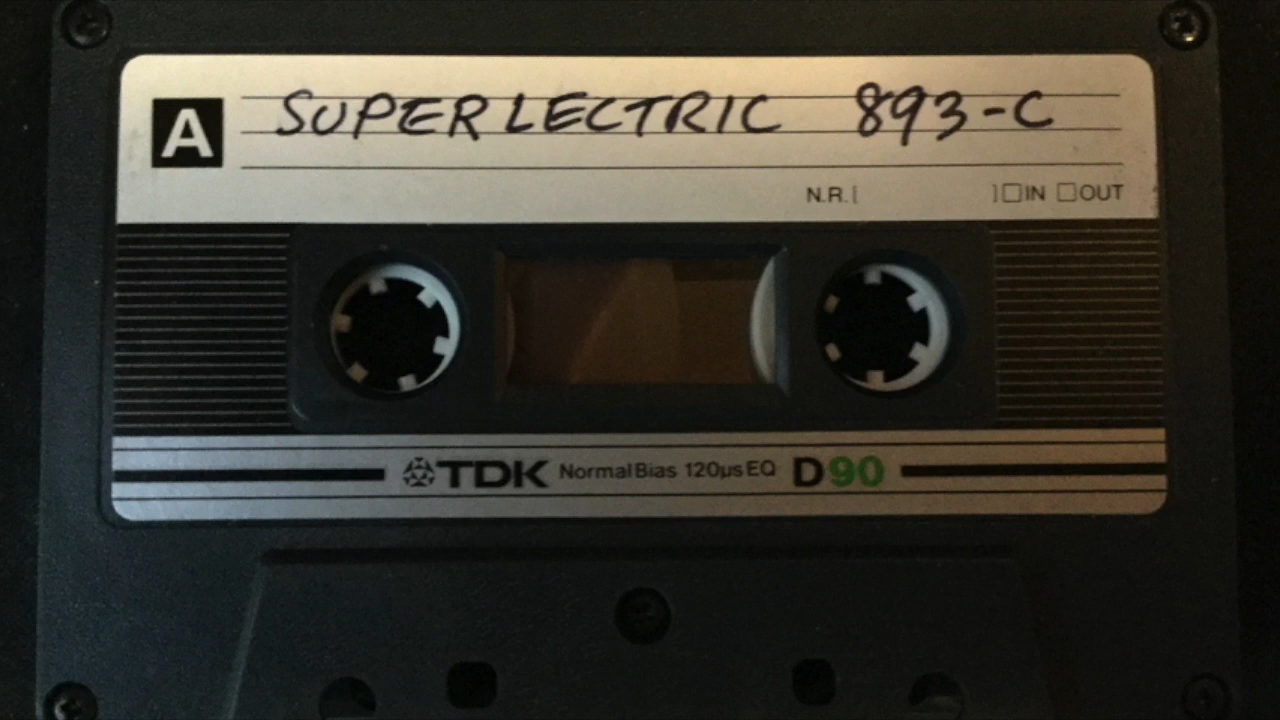 A
SUPERLECTRIC 893-C
N.R.[ ]☐IN ☐OUT
TDK Normal Bias 120μs EQ D90